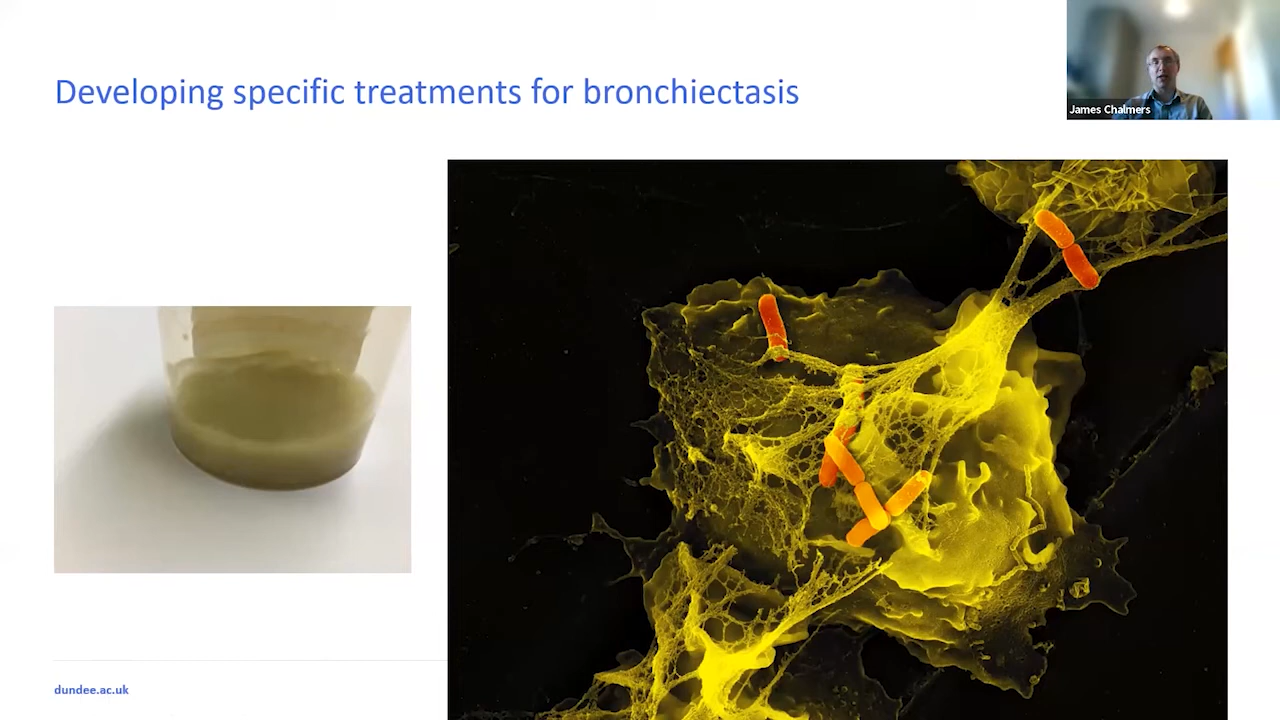 Developing specific treatments for bronchiectasis
James Chalmers
dundee.ac.uk